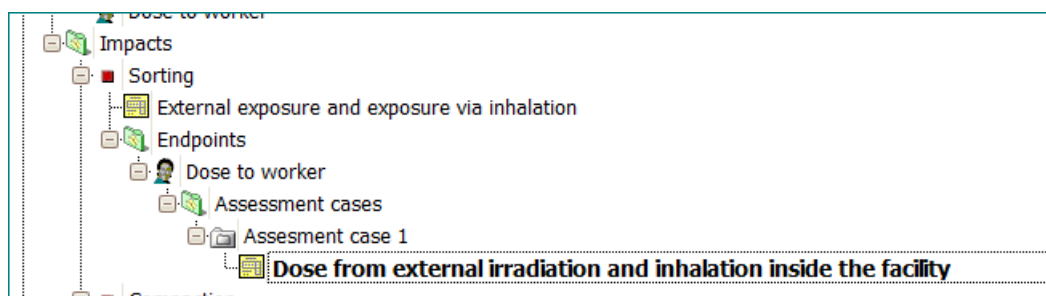 Dose to worker
Impacts
Sorting
External exposure and exposure via inhalation
Endpoints
Dose to worker
Assessment cases
Assesment case 1
Dose from external irradiation and inhalation inside the facility